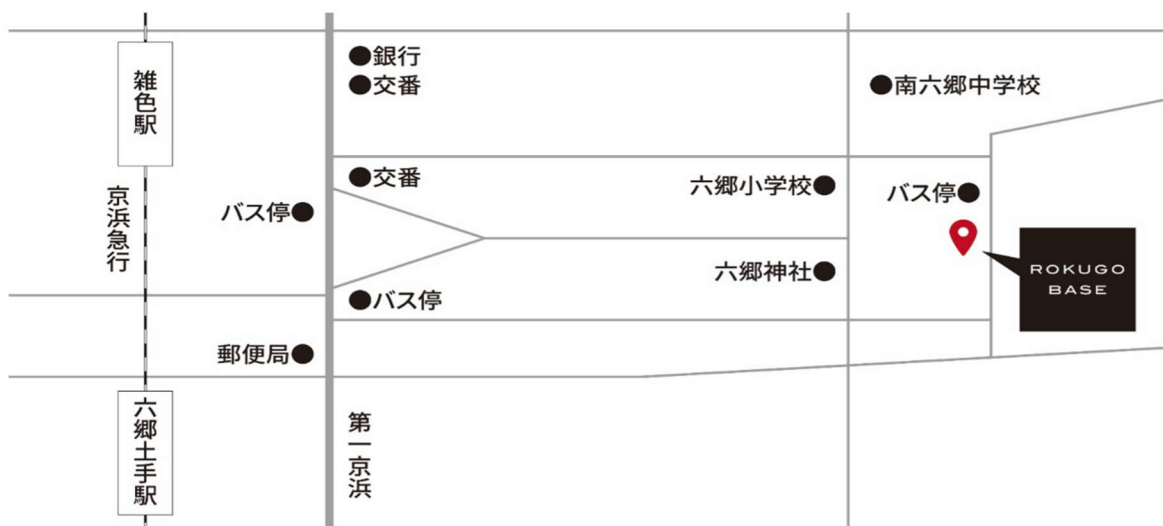 雑色駅
京浜急行
六郷土手駅
銀行
交番
交番
バス停
バス停
郵便局
第一京浜
南六郷中学校
六郷小学校
バス停
六郷神社
ROKUGO
BASE